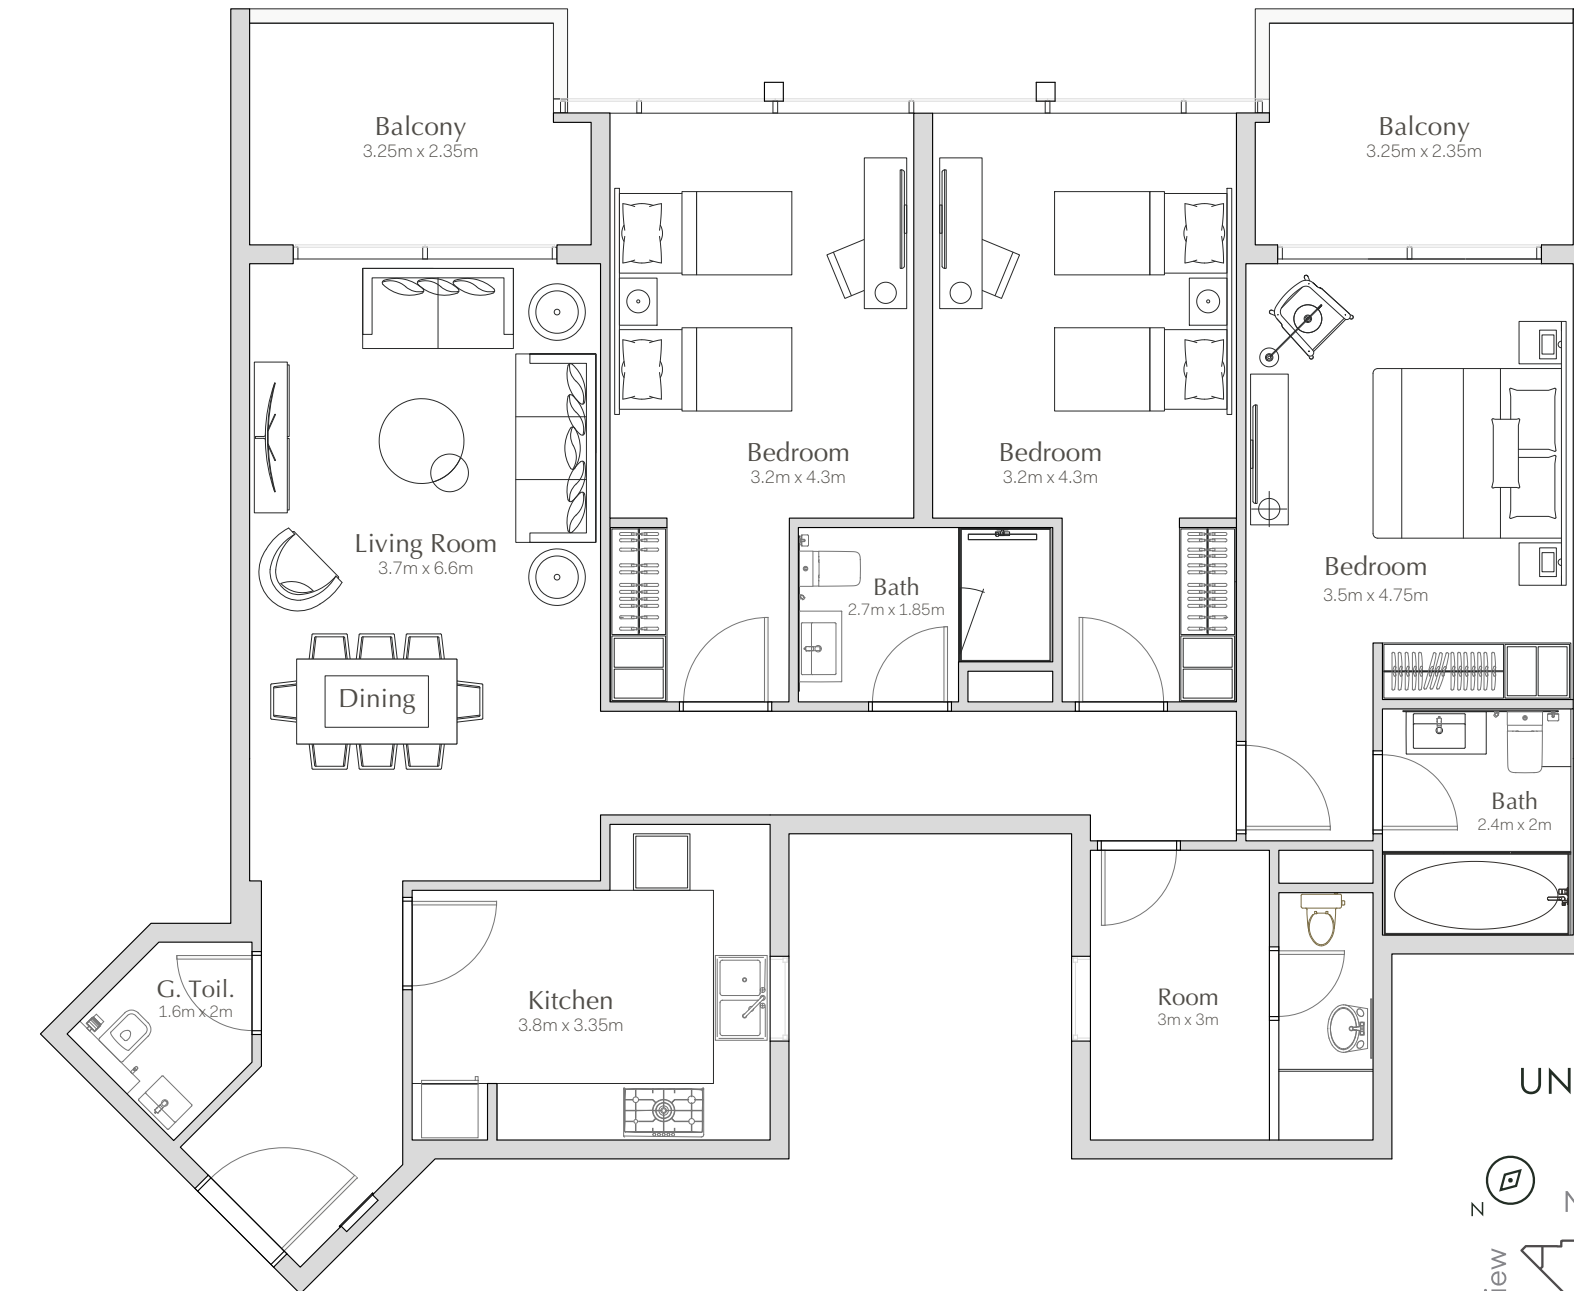 Balcony
3.25m x 2.35m
Balcony
3.25m x 2.35m
Bedroom
3.2m x 4.3m
Bedroom
3.2m x 4.3m
Living Room
3.7m x 6.6m
Bedroom
3.5m x 4.75m
Bath
2.7m x 1.85m
Dining
Bath
2.4m x 2m
G. Toil.
1.6m x 2m
Kitchen
3.8m x 3.35m
Room
3m x 3m
UN
N
iew